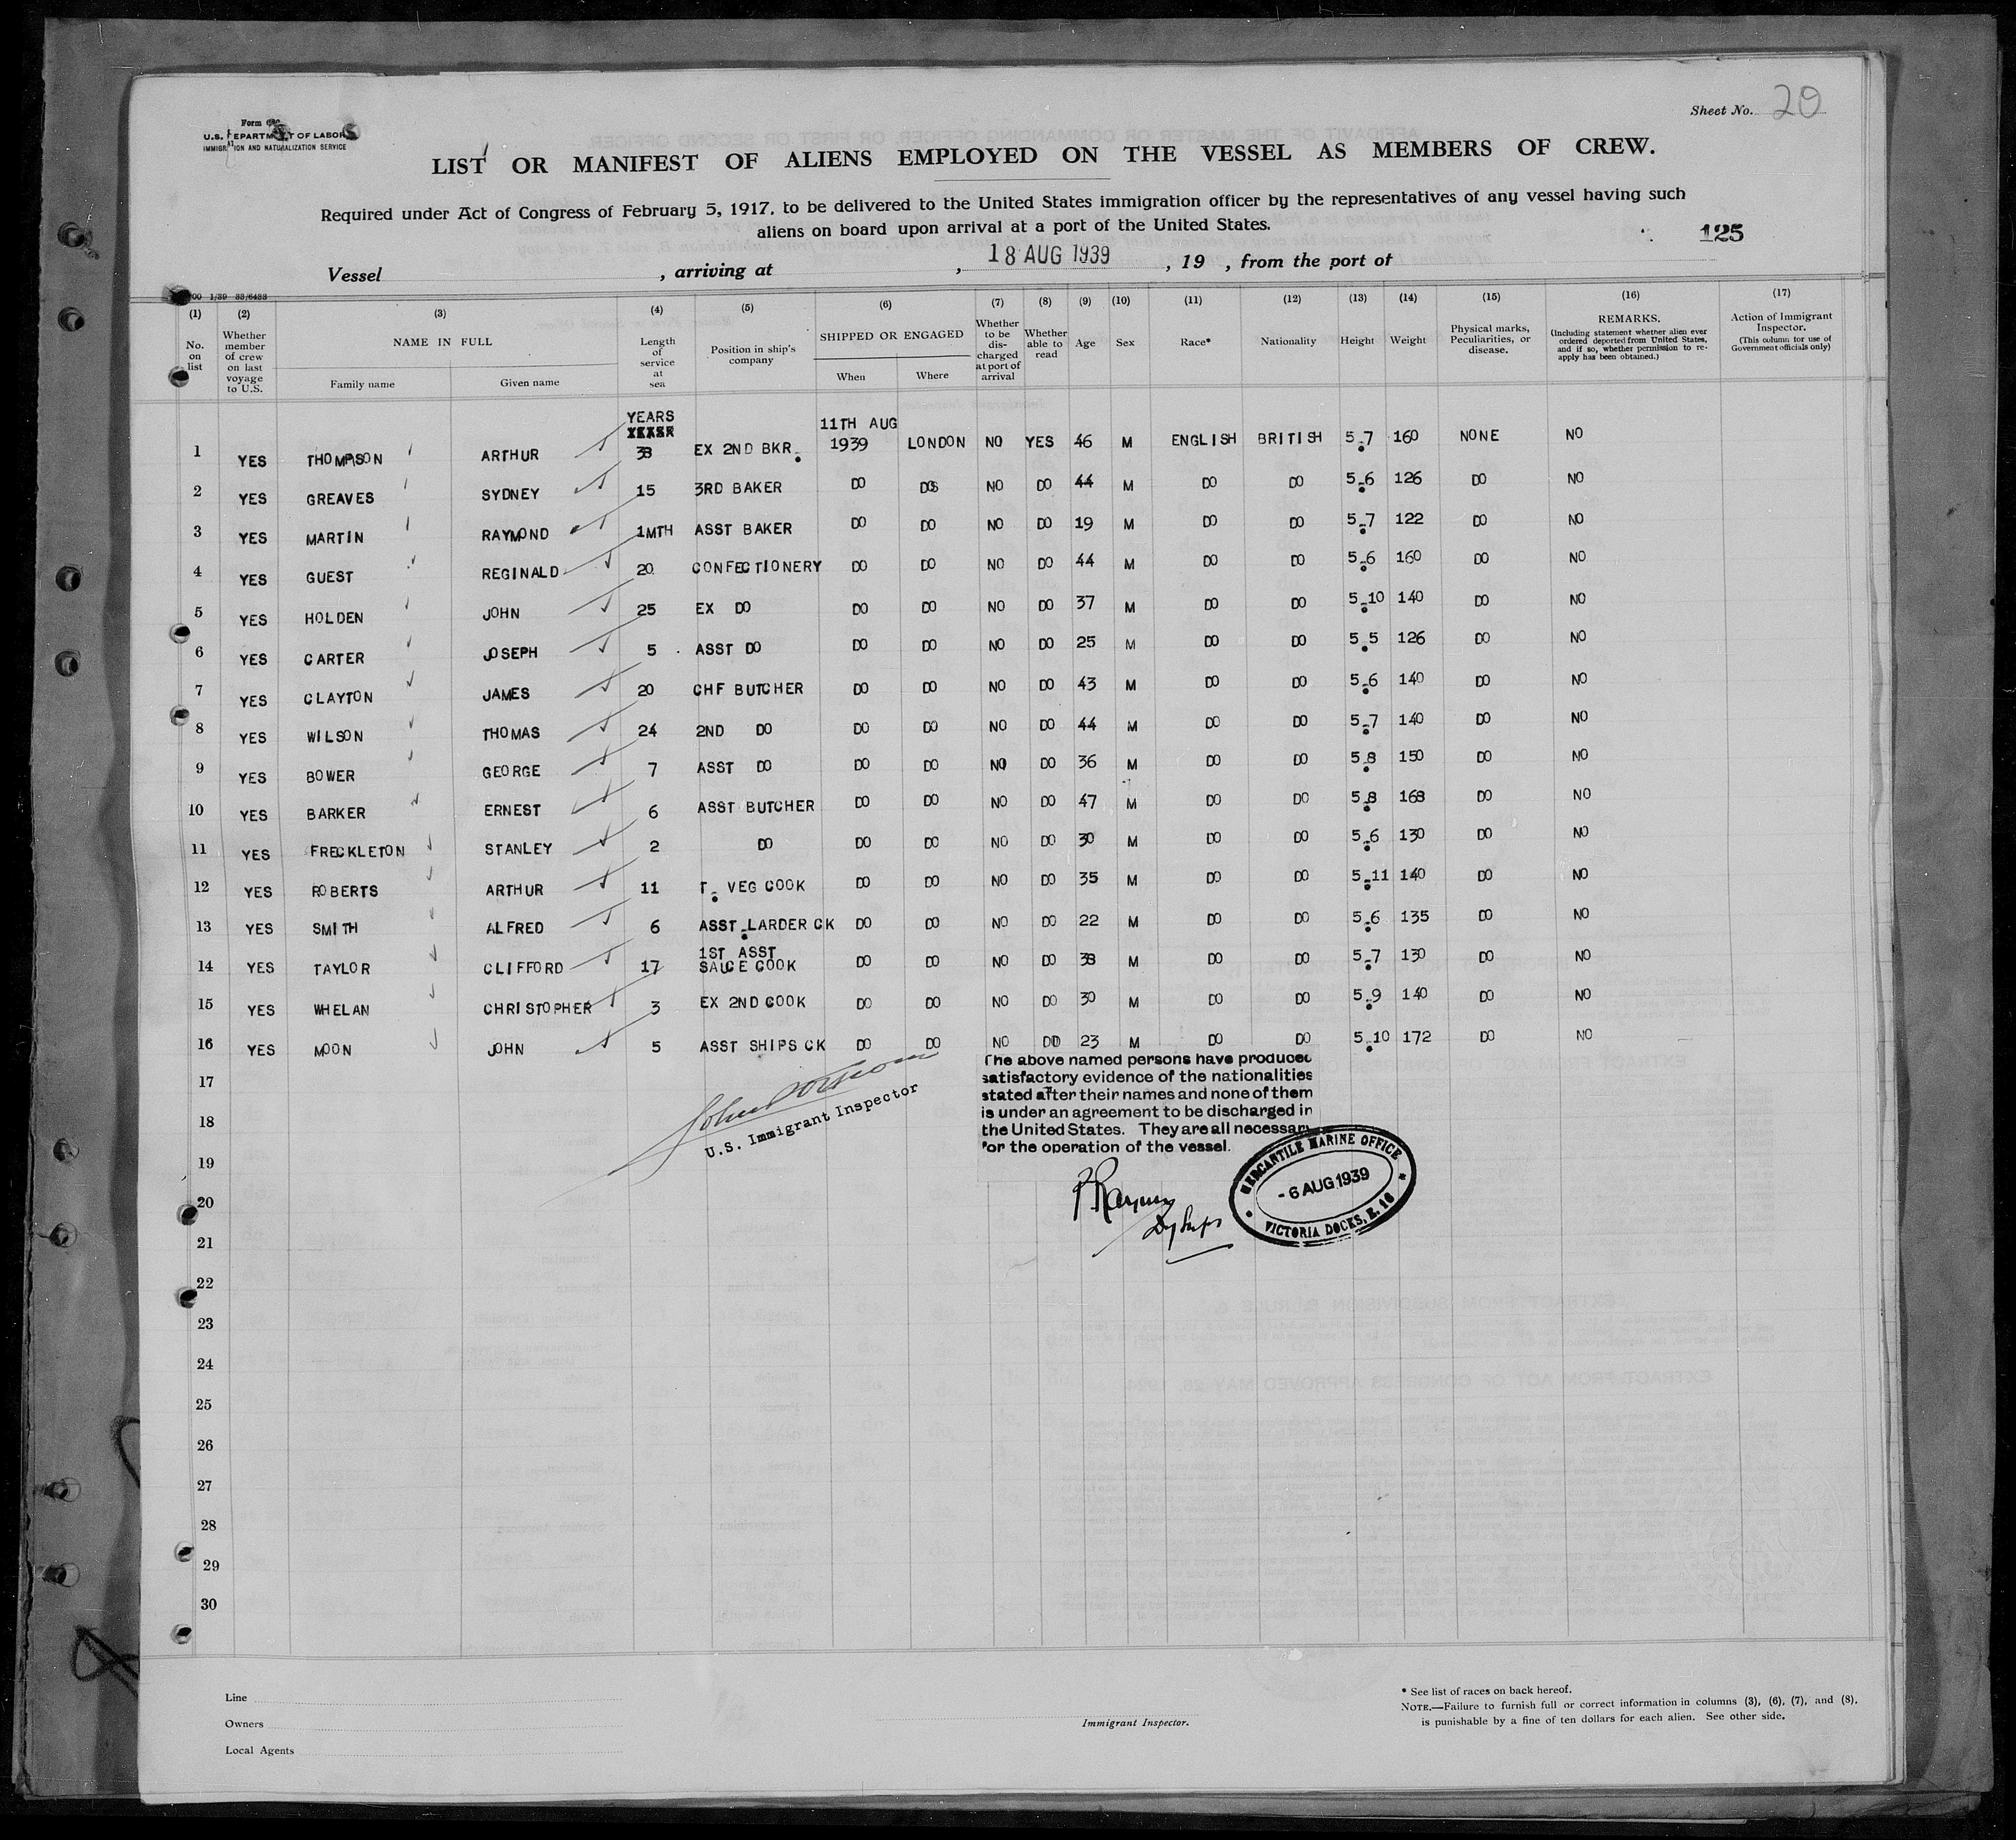 Sheet No. 20
Form 680
U.S. DEPARTMENT OF LABOR
IMMIGRATION AND NATURALIZATION SERVICE
LIST OR MANIFEST OF ALIENS EMPLOYED ON THE VESSEL AS MEMBERS OF CREW.
Required under Act of Congress of February 5, 1917, to be delivered to the United States immigration officer by the representatives of any vessel having such
aliens on board upon arrival at a port of the United States.
125
Vessel , arriving at , 18 AUG 1939 , 19 , from the port of
1/39 33/6433
(1) (2) (3) (4) (5) (6) (7) (8) (9) (10) (11) (12) (13) (14) (15) (16) (17)
No. on list Whether member of crew on last voyage to U.S. NAME IN FULL Family name Given name Length of service at sea Position in ship's company SHIPPED OR ENGAGED When Where Whether to be discharged at port of arrival Whether able to read Age Sex Race* Nationality Height Weight Physical marks, Peculiarities, or disease. REMARKS. (Including statement whether alien ever ordered deported from United States, and if so, whether permission to re-apply has been obtained.) Action of Immigrant Inspector. (This column for use of Government officials only)
YEARS 11TH AUG
1 YES THOMPSON ARTHUR 38 EX 2ND BKR. 1939 LONDON NO YES 46 M ENGLISH BRITISH 5.7 160 NONE NO
2 YES GREAVES SYDNEY 15 3RD BAKER DO DOS NO DO 44 M DO DO 5.6 126 DO NO
3 YES MARTIN RAYMOND 1MTH ASST BAKER DO DO NO DO 19 M DO DO 5.7 122 DO NO
4 YES GUEST REGINALD 20 CONFECTIONERY DO DO NO DO 44 M DO DO 5.6 160 DO NO
5 YES HOLDEN JOHN 25 EX DO DO DO NO DO 37 M DO DO 5.10 140 DO NO
6 YES CARTER JOSEPH 5 ASST DO DO DO NO DO 25 M DO DO 5.5 126 DO NO
7 YES CLAYTON JAMES 20 CHF BUTCHER DO DO NO DO 43 M DO DO 5.6 140 DO NO
8 YES WILSON THOMAS 24 2ND DO DO DO NO DO 44 M DO DO 5.7 140 DO NO
9 YES BOWER GEORGE 7 ASST DO DO DO NO DO 36 M DO DO 5.8 150 DO NO
10 YES BARKER ERNEST 6 ASST BUTCHER DO DO NO DO 47 M DO DO 5.8 168 DO NO
11 YES FRECKLETON STANLEY 2 DO DO DO NO DO 30 M DO DO 5.6 130 DO NO
12 YES ROBERTS ARTHUR 11 T. VEG COOK DO DO NO DO 35 M DO DO 5.11 140 DO NO
13 YES SMITH ALFRED 6 ASST.LARDER CK DO DO NO DO 22 M DO DO 5.6 135 DO NO
1ST ASST
14 YES TAYLOR CLIFFORD 17 SAUCE COOK DO DO NO DO 38 M DO DO 5.7 130 DO NO
15 YES WHELAN CHRISTOPHER 3 EX 2ND COOK DO DO NO DO 30 M DO DO 5.9 140 DO NO
16 YES MOON JOHN 5 ASST SHIPS CK DO DO NO DO 23 M DO DO 5.10 172 DO NO
17
18
19
20
21
22
23
24
25
26
27
28
29
30
U.S. Immigrant Inspector
The above named persons have produced
satisfactory evidence of the nationalities
stated after their names and none of them
is under an agreement to be discharged in
the United States. They are all necessary
for the operation of the vessel.
MERCANTILE MARINE OFFICE
- 6 AUG 1939
VICTORIA DOCKS, E. 16
Line
Owners
Local Agents
Immigrant Inspector.
* See list of races on back hereof.
NOTE.—Failure to furnish full or correct information in columns (3), (6), (7), and (8),
is punishable by a fine of ten dollars for each alien. See other side.